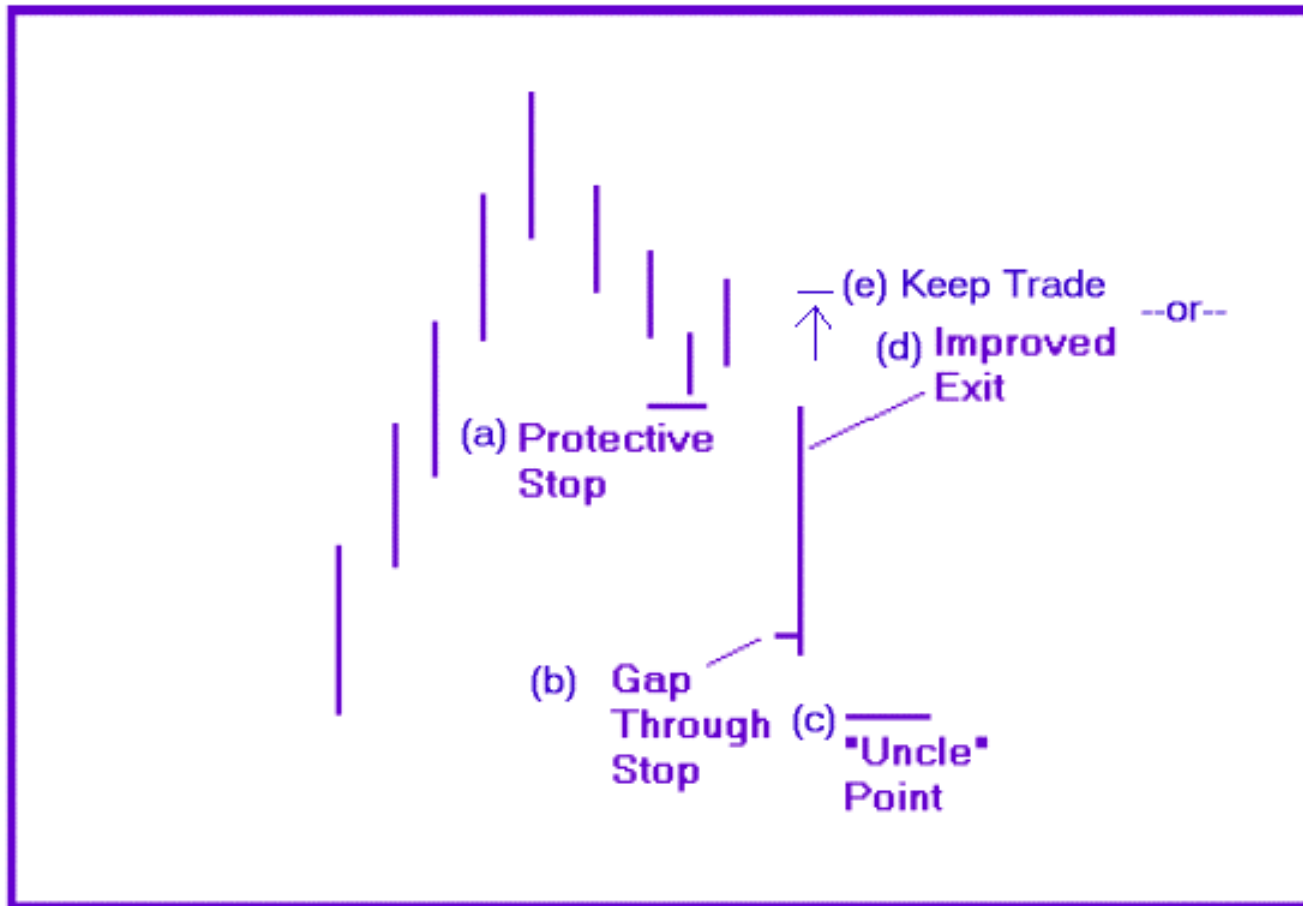 (e) Keep Trade
--or--
(d) Improved
Exit
(a) Protective
Stop
(b) Gap
Through
Stop
(c)
"Uncle"
Point